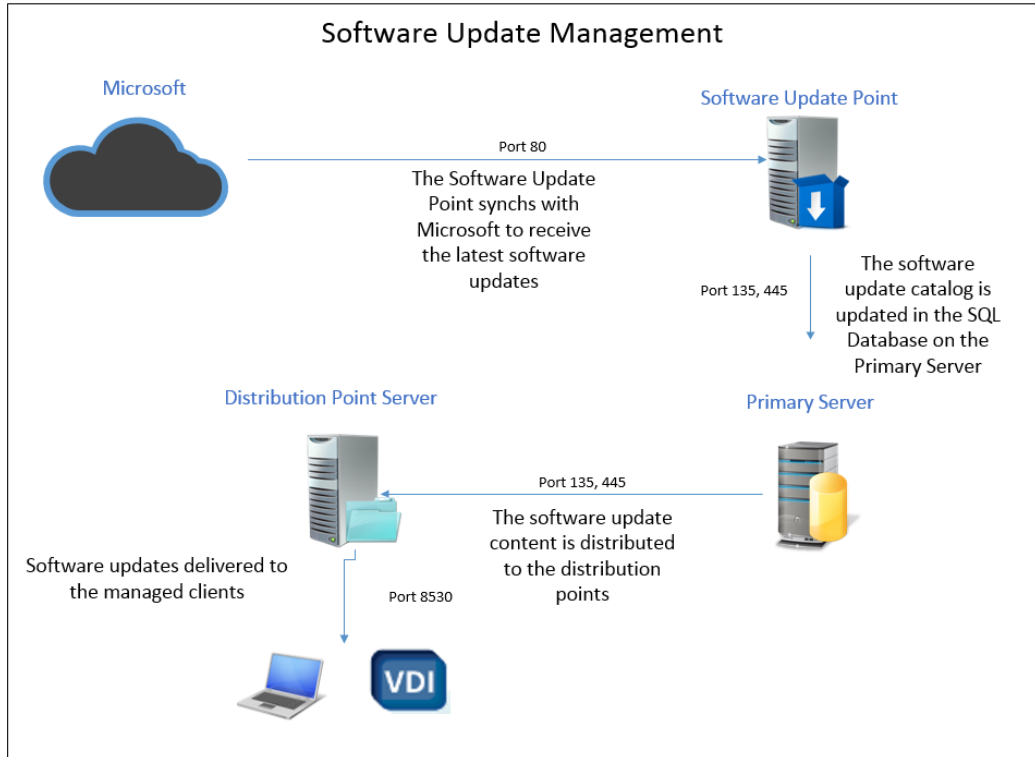 Software Update Management
Microsoft
Software Update Point
Port 80
The Software Update
Point synchs with
Microsoft to receive
the latest software
updates
Port 135, 445
The software
update catalog is
updated in the SQL
Database on the
Primary Server
Distribution Point Server
Primary Server
Port 135, 445
The software update
content is distributed
to the distribution
points
Software updates delivered to
the managed clients
Port 8530
VDI